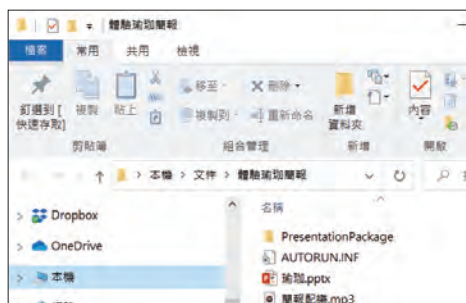 體驗瑜珈簡報
檔案 常用 共用 檢視
釘選到 [ 快速存取]
複製
貼上
移至
複製到
刪除
重新命名
新增 資料夾
內容
剪貼簿 組合管理 新增 開啟
本機 > 文件 > 體驗瑜珈簡報
名稱
Dropbox
PresentationPackage
OneDrive
AUTORUN.INF
本機
瑜珈.pptx
簡報配樂.mp3